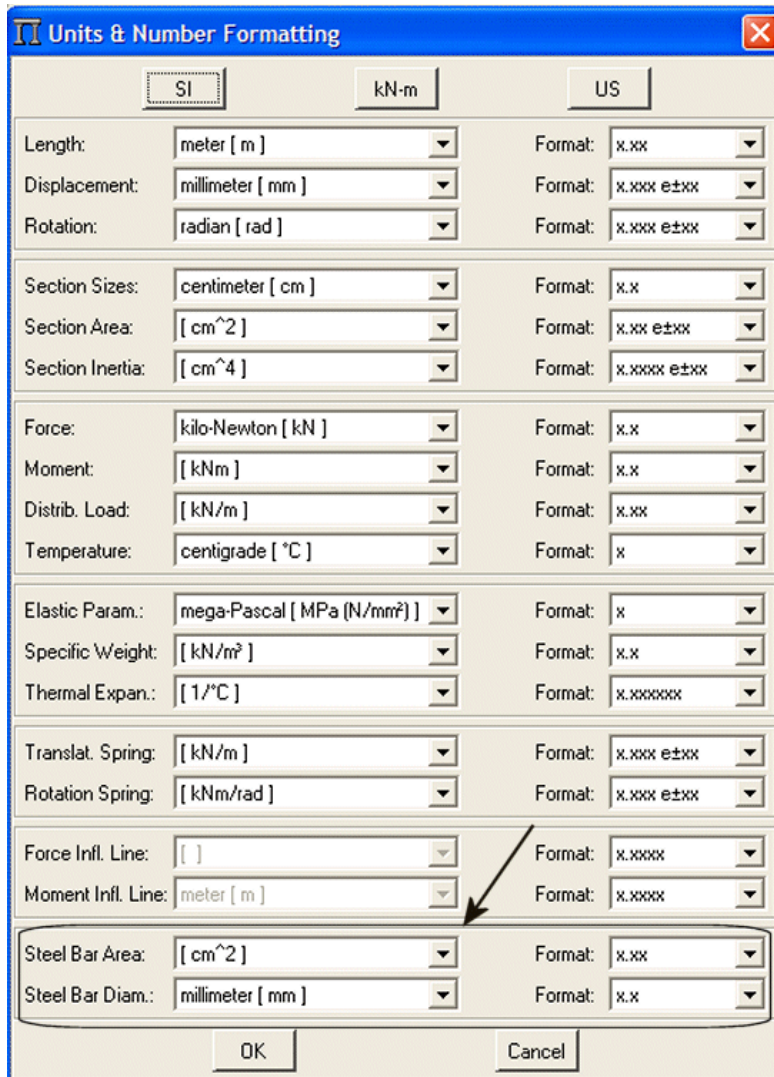 Units & Number Formatting
SI kN-m US
Length: meter [ m ] Format: x.xx
Displacement: millimeter [ mm ] Format: x.xxx e±xx
Rotation: radian [ rad ] Format: x.xxx e±xx
Section Sizes: centimeter [ cm ] Format: x.x
Section Area: [ cm^2 ] Format: x.xx e±xx
Section Inertia: [ cm^4 ] Format: x.xxxx e±xx
Force: kilo-Newton [ kN ] Format: x.x
Moment: [ kNm ] Format: x.x
Distrib. Load: [ kN/m ] Format: x.xx
Temperature: centigrade [ °C ] Format: x
Elastic Param.: mega-Pascal [ MPa (N/mm²) ] Format: x
Specific Weight: [ kN/m³ ] Format: x.x
Thermal Expan.: [ 1/°C ] Format: x.xxxxxx
Translat. Spring: [ kN/m ] Format: x.xxx e±xx
Rotation Spring: [ kNm/rad ] Format: x.xxx e±xx
Force Infl. Line: [ ] Format: x.xxxx
Moment Infl. Line: meter [ m ] Format: x.xxxx
Steel Bar Area: [ cm^2 ] Format: x.xx
Steel Bar Diam.: millimeter [ mm ] Format: x.x
OK Cancel